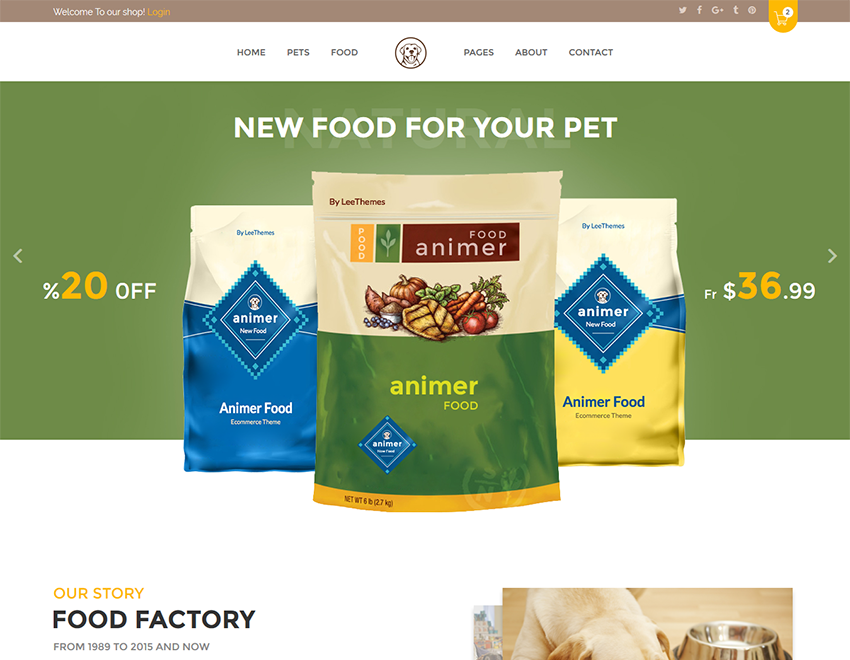 Welcome To our shop! Login
2
HOME PETS FOOD PAGES ABOUT CONTACT
NATURAL
NEW FOOD FOR YOUR PET
%20 OFF
Fr $36.99
By LeeThemes
animer
New Food
Animer Food
Ecommerce Theme
By LeeThemes
FOOD
FOOD
animer
animer
FOOD
animer
New Food
NET WT 6 lb (2.7 kg)
By LeeThemes
animer
New Food
Animer Food
Ecommerce Theme
OUR STORY
FOOD FACTORY
FROM 1989 TO 2015 AND NOW